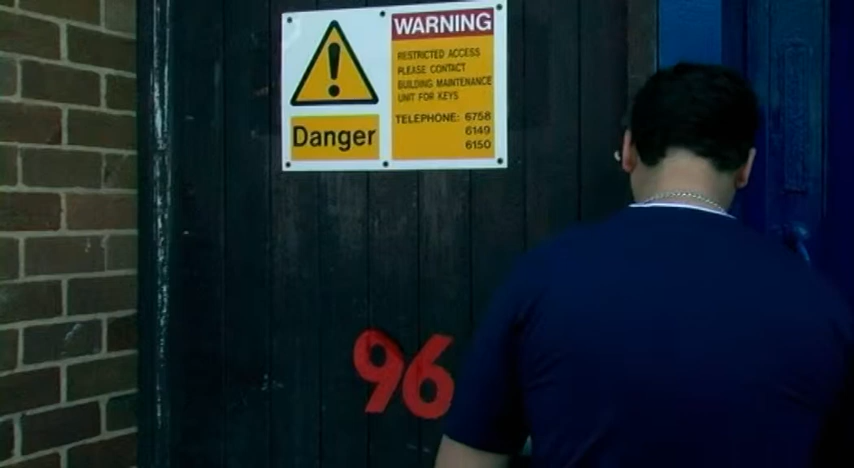 WARNING
RESTRICTED ACCESS
PLEASE CONTACT
BUILDING MAINTENANCE
UNIT FOR KEYS
TELEPHONE: 6758
6149
6150
Danger
96